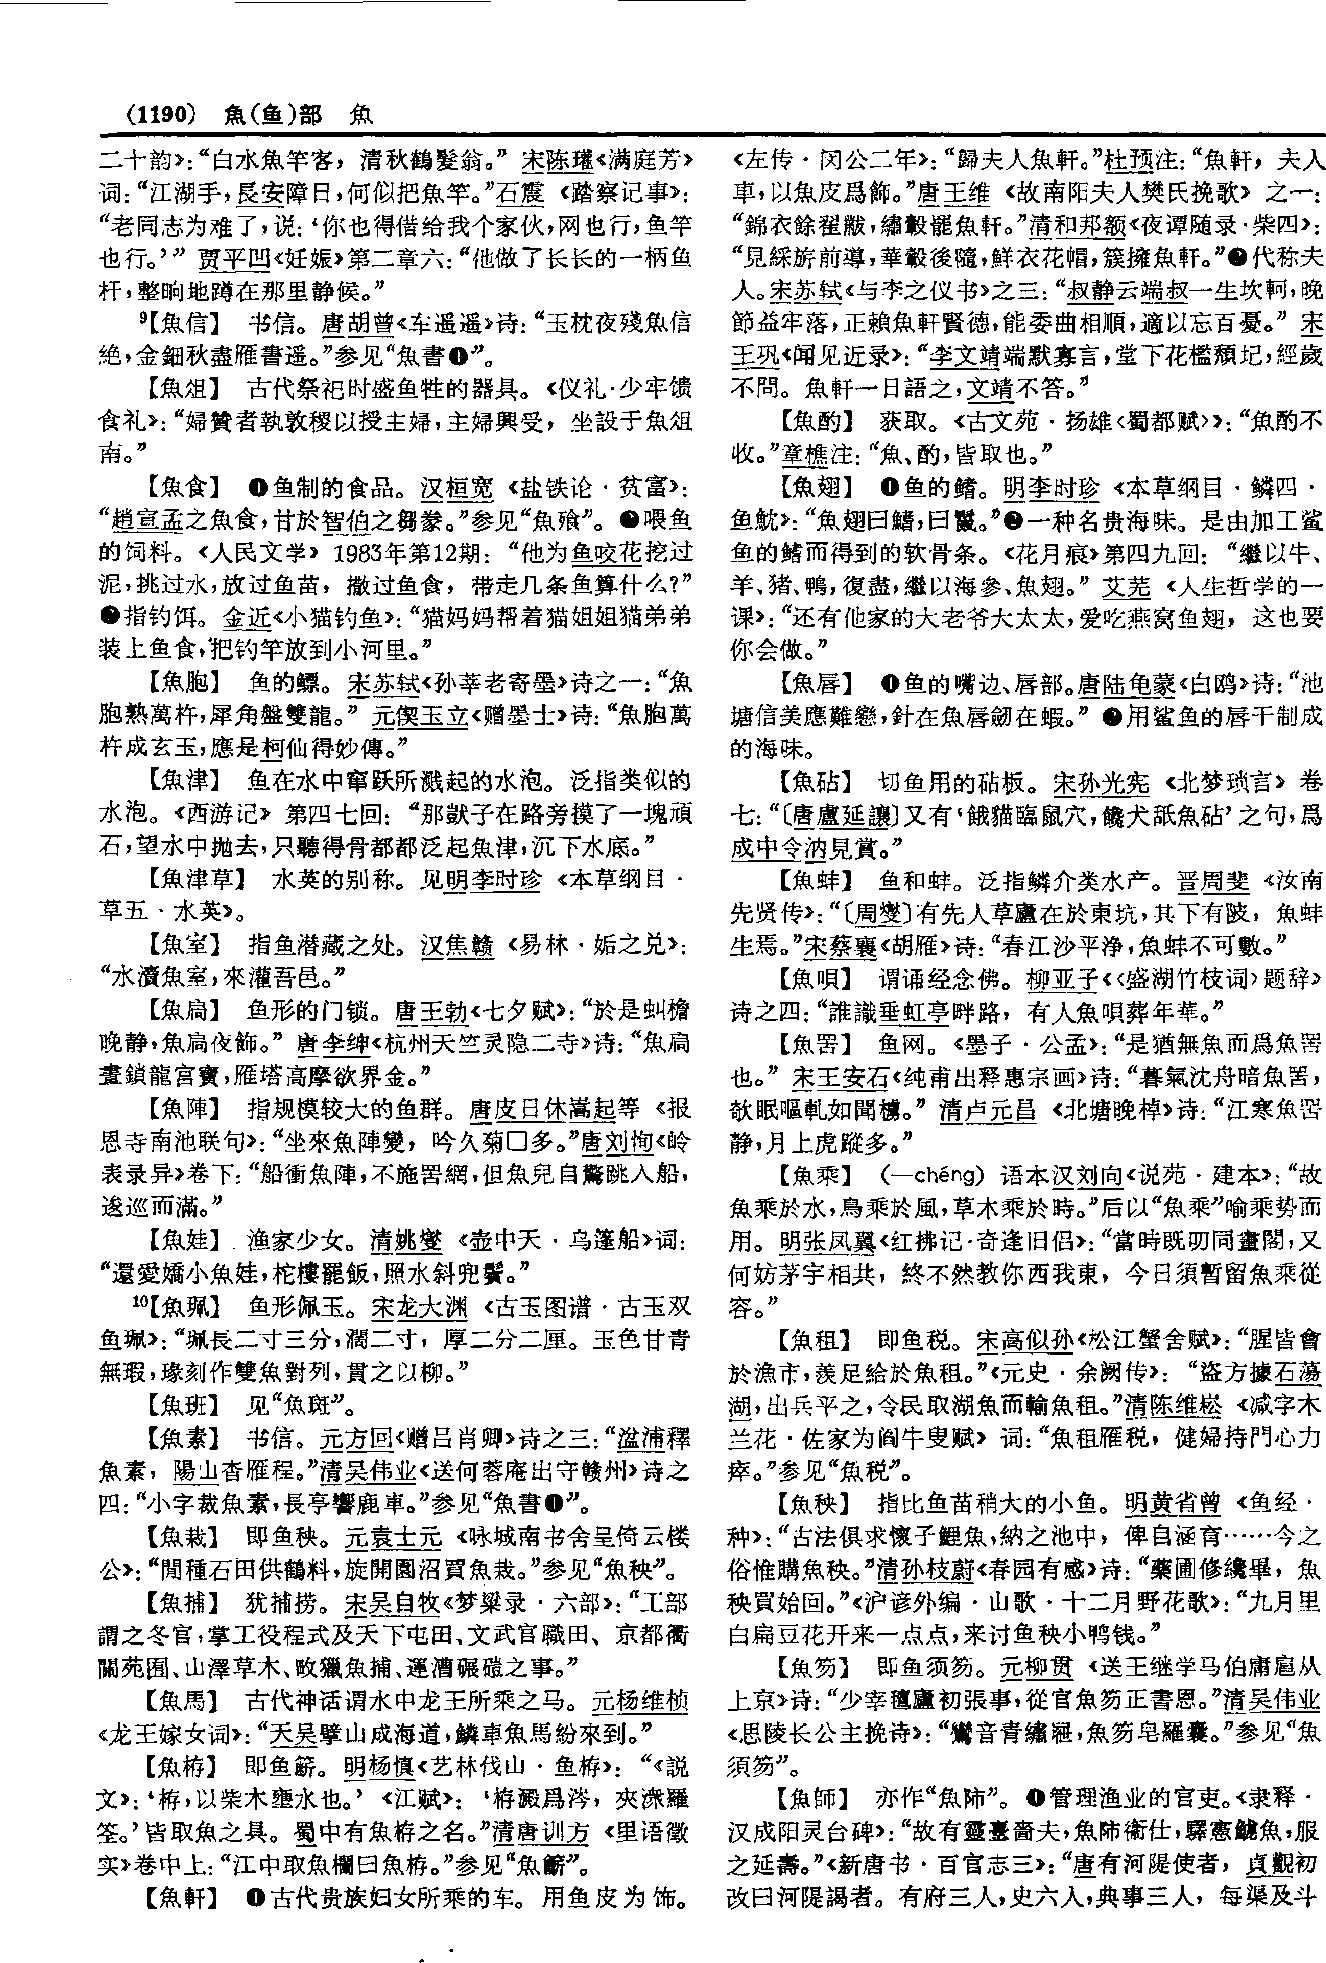 (1190) 魚(鱼)部 魚
二十韵》：“白水魚竿客，清秋鶴髮翁。”宋陈瓘《满庭芳》
词：“江湖手，長安障日，何似把魚竿。”石震《踏察记事》：
“老同志为难了，说：‘你也得借给我个家伙，网也行，鱼竿
也行。’”贾平凹《妊娠》第二章六：“他做了长长的一柄鱼
杆，整晌地蹲在那里静候。”
9【魚信】 书信。唐胡曾《车遥遥》诗：“玉枕夜殘魚信
絶，金鈿秋盡雁書遥。”参见“魚書❶”。
【魚俎】 古代祭祀时盛鱼牲的器具。《仪礼·少牢馈
食礼》：“婦贊者執敦稷以授主婦，主婦興受，坐設于魚俎
南。”
【魚食】 ❶鱼制的食品。汉桓宽《盐铁论·贫富》：
“趙宣孟之魚食，甘於智伯之芻豢。”参见“魚飱”。❷喂鱼
的饲料。《人民文学》1983年第12期：“他为鱼咬花挖过
泥，挑过水，放过鱼苗，撒过鱼食，带走几条鱼算什么？”
❸指钓饵。金近《小猫钓鱼》：“猫妈妈帮着猫姐姐猫弟弟
装上鱼食，把钓竿放到小河里。”
【魚胞】 鱼的鳔。宋苏轼《孙莘老寄墨》诗之一：“魚
胞熟萬杵，犀角盤雙龍。”元偰玉立《赠墨士》诗：“魚胞萬
杵成玄玉，應是柯仙得妙傳。”
【魚津】 鱼在水中窜跃所溅起的水泡。泛指类似的
水泡。《西游记》第四七回：“那獃子在路旁摸了一塊頑
石，望水中抛去，只聽得骨都都泛起魚津，沉下水底。”
【魚津草】 水英的别称。见明李时珍《本草纲目·
草五·水英》。
【魚室】 指鱼潜藏之处。汉焦赣《易林·姤之兑》：
“水瀆魚室，來灌吾邑。”
【魚扃】 鱼形的门锁。唐王勃《七夕赋》：“於是虯檐
晚静，魚扃夜飾。”唐李绅《杭州天竺灵隐二寺》诗：“魚扃
晝鎖龍宮寶，雁塔高摩欲界金。”
【魚陣】 指规模较大的鱼群。唐皮日休嵩起等《报
恩寺南池联句》：“坐來魚陣變，吟久菊□多。”唐刘恂《岭
表录异》卷下：“船衝魚陣，不施罟網，但魚兒自驚跳入船，
逡巡而滿。”
【魚娃】 渔家少女。清姚燮《壶中天·乌篷船》词：
“還愛嬌小魚娃，柁樓罷飯，照水斜兜鬢。”
10【魚珮】 鱼形佩玉。宋龙大渊《古玉图谱·古玉双
鱼珮》：“珮長二寸三分，濶二寸，厚二分二厘。玉色甘青
無瑕，瑑刻作雙魚對列，貫之以柳。”
【魚班】 见“魚斑”。
【魚素】 书信。元方回《赠吕肖卿》诗之三：“湓浦釋
魚素，陽山杳雁程。”清吴伟业《送何蓉庵出守赣州》诗之
四：“小字裁魚素，長亭響鹿車。”参见“魚書❶”。
【魚栽】 即鱼秧。元袁士元《咏城南书舍呈倚云楼
公》：“閒種石田供鶴料，旋開園沼買魚栽。”参见“魚秧”。
【魚捕】 犹捕捞。宋吴自牧《梦粱录·六部》：“工部
謂之冬官，掌工役程式及天下屯田、文武官職田、京都衢
關苑囿、山澤草木、畋獵魚捕、運漕碾磑之事。”
【魚馬】 古代神话谓水中龙王所乘之马。元杨维桢
《龙王嫁女词》：“天吴擘山成海道，鱗車魚馬紛來到。”
【魚栫】 即鱼簖。明杨慎《艺林伐山·鱼栫》：“《説
文》：‘栫，以柴木壅水也。’《江赋》：‘栫澱爲涔，夾潨羅
筌。’皆取魚之具。蜀中有魚栫之名。”清唐训方《里语徵
实》卷中上：“江中取魚欄曰魚栫。”参见“魚籪”。
【魚軒】 ❶古代贵族妇女所乘的车。用鱼皮为饰。
《左传·闵公二年》：“歸夫人魚軒。”杜预注：“魚軒，夫人
車，以魚皮爲飾。”唐王维《故南阳夫人樊氏挽歌》之一：
“錦衣餘翟黻，繡轂罷魚軒。”清和邦额《夜谭随录·柴四》：
“見綵旂前導，華轂後隨，鮮衣花帽，簇擁魚軒。”❷代称夫
人。宋苏轼《与李之仪书》之三：“叔静云端叔一生坎軻，晚
節益牢落，正賴魚軒賢德，能委曲相順，適以忘百憂。”宋
王巩《闻见近录》：“李文靖端默寡言，堂下花檻頹圮，經歲
不問。魚軒一日語之，文靖不答。”
【魚酌】 获取。《古文苑·扬雄〈蜀都赋〉》：“魚酌不
收。”章樵注：“魚、酌，皆取也。”
【魚翅】 ❶鱼的鳍。明李时珍《本草纲目·鳞四·
鱼魫》：“魚翅曰鰭，曰鬣。”❷一种名贵海味。是由加工鲨
鱼的鳍而得到的软骨条。《花月痕》第四九回：“繼以牛、
羊、猪、鴨，復盡，繼以海參、魚翅。”艾芜《人生哲学的一
课》：“还有他家的大老爷大太太，爱吃燕窝鱼翅，这也要
你会做。”
【魚唇】 ❶鱼的嘴边、唇部。唐陆龟蒙《白鸥》诗：“池
塘信美應難戀，針在魚唇劒在蝦。”❷用鲨鱼的唇干制成
的海味。
【魚砧】 切鱼用的砧板。宋孙光宪《北梦琐言》卷
七：“〔唐盧延讓〕又有‘餓貓臨鼠穴，饞犬舐魚砧’之句，爲
成中令汭見賞。”
【魚蚌】 鱼和蚌。泛指鳞介类水产。晋周斐《汝南
先贤传》：“〔周燮〕有先人草廬在於東坑，其下有陂，魚蚌
生焉。”宋蔡襄《胡雁》诗：“春江沙平净，魚蚌不可數。”
【魚唄】 谓诵经念佛。柳亚子《〈盛湖竹枝词〉题辞》
诗之四：“誰識垂虹亭畔路，有人魚唄葬年華。”
【魚罟】 鱼网。《墨子·公孟》：“是猶無魚而爲魚罟
也。”宋王安石《纯甫出释惠宗画》诗：“暮氣沈舟暗魚罟，
欹眠嘔軋如聞櫓。”清卢元昌《北塘晚棹》诗：“江寒魚罟
静，月上虎蹤多。”
【魚乘】 （—chéng）语本汉刘向《说苑·建本》：“故
魚乘於水，鳥乘於風，草木乘於時。”后以“魚乘”喻乘势而
用。明张凤翼《红拂记·奇逢旧侣》：“當時既叨同畫閣，又
何妨茅宇相共，終不然教你西我東，今日須暫留魚乘從
容。”
【魚租】 即鱼税。宋高似孙《松江蟹舍赋》：“腥皆會
於漁市，羡足給於魚租。”《元史·余阙传》：“盜方據石蕩
湖，出兵平之，令民取湖魚而輸魚租。”清陈维崧《减字木
兰花·佐家为阎牛叟赋》词：“魚租雁税，健婦持門心力
瘁。”参见“魚税”。
【魚秧】 指比鱼苗稍大的小鱼。明黄省曾《鱼经·
种》：“古法俱求懷子鯉魚，納之池中，俾自涵育……今之
俗惟購魚秧。”清孙枝蔚《春园有感》诗：“藥圃修纔畢，魚
秧買始回。”《沪谚外编·山歌·十二月野花歌》：“九月里
白扁豆花开来一点点，来讨鱼秧小鸭钱。”
【魚笏】 即鱼须笏。元柳贯《送王继学马伯庸扈从
上京》诗：“少宰氊廬初張事，從官魚笏正書恩。”清吴伟业
《思陵长公主挽诗》：“鸞音青繡𥿊，魚笏皂羅囊。”参见“魚
須笏”。
【魚師】 亦作“魚𫠐”。❶管理渔业的官吏。《隶释·
汉成阳灵台碑》：“故有靈臺嗇夫，魚𫠐衛仕，驛惪鱿魚，服
之延壽。”《新唐书·百官志三》：“唐有河隄使者，貞觀初
改曰河隄謁者。有府三人，史六人，典事三人，每渠及斗